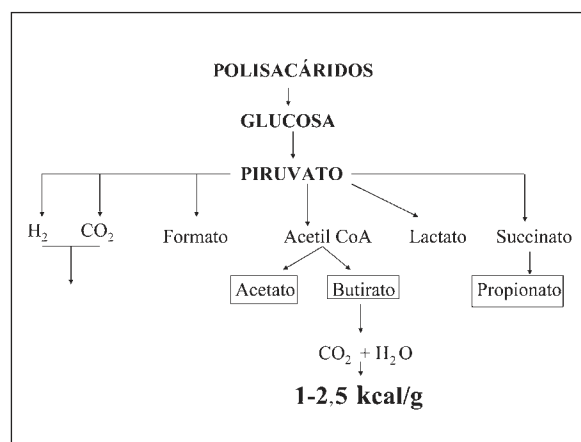 POLISACÁRIDOS
GLUCOSA
PIRUVATO
H₂ CO₂ Formato Acetil CoA Lactato Succinato
Acetato Butirato Propionato
CO₂ + H₂O
1-2,5 kcal/g